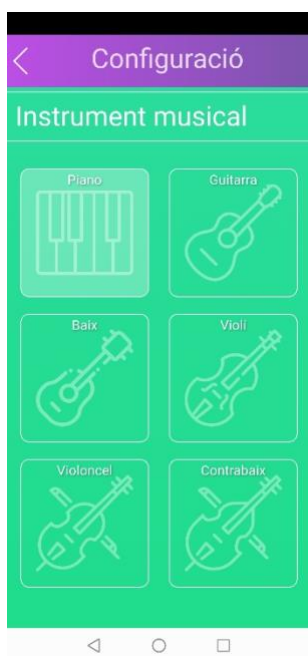 Configuració
Instrument musical
Piano
Guitarra
Baix
Violí
Violoncel
Contrabaix